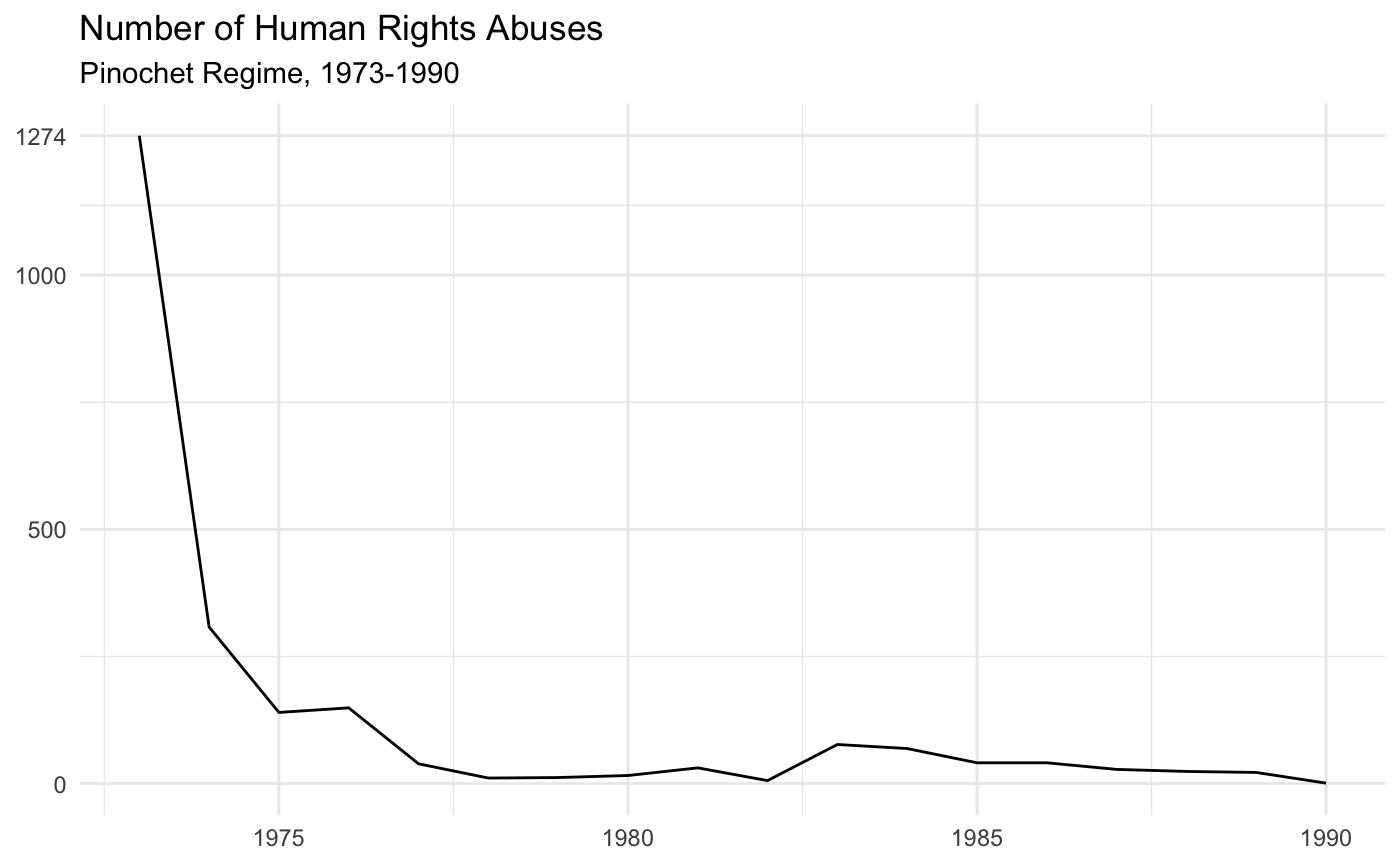 Number of Human Rights Abuses
Pinochet Regime, 1973-1990
1274
1000
500
0
1975 1980 1985 1990